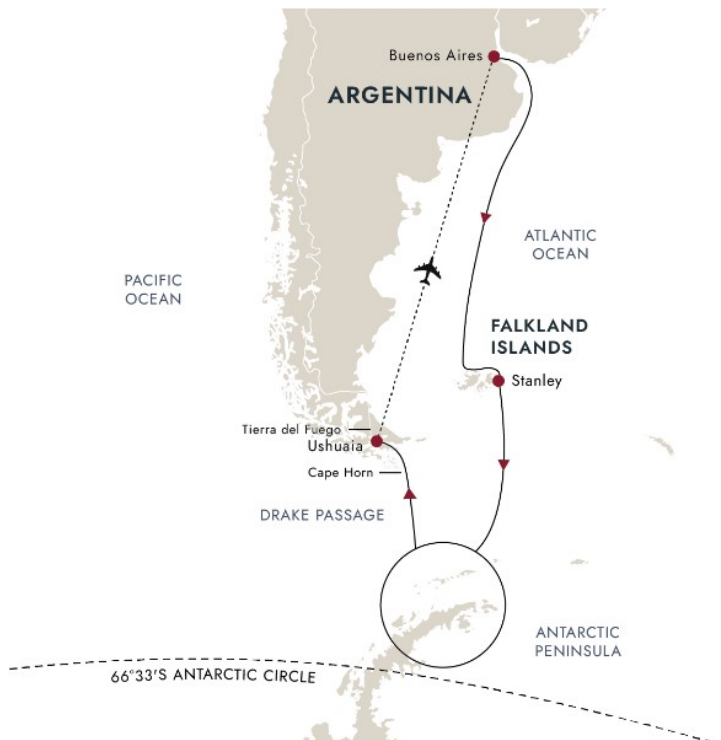 Buenos Aires
ARGENTINA
ATLANTIC
OCEAN
PACIFIC
OCEAN
FALKLAND
ISLANDS
Stanley
Tierra del Fuego
Ushuaia
Cape Horn
DRAKE PASSAGE
ANTARCTIC
PENINSULA
66°33'S ANTARCTIC CIRCLE